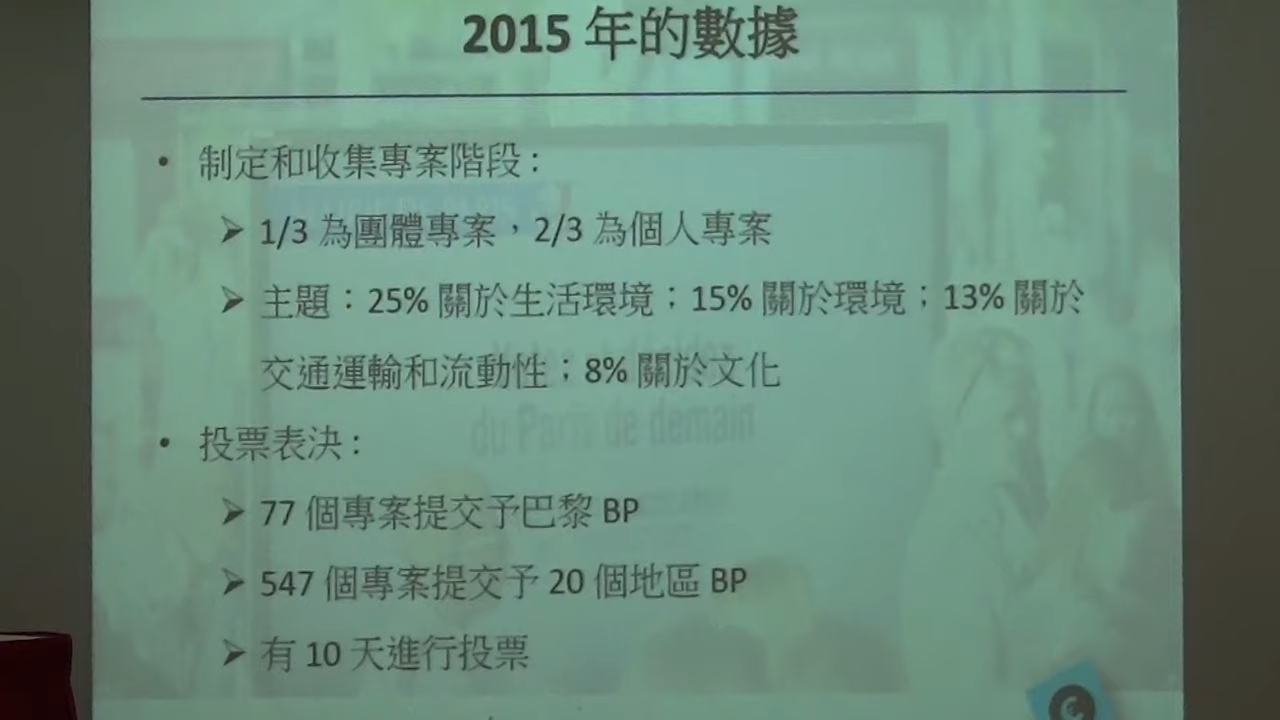 2015 年的數據
• 制定和收集專案階段:
➢ 1/3 為團體專案,2/3 為個人專案
➢ 主題:25% 關於生活環境;15% 關於環境;13% 關於
交通運輸和流動性;8% 關於文化
du Paris de demain
• 投票表決:
➢ 77 個專案提交予巴黎 BP
➢ 547 個專案提交予 20 個地區 BP
➢ 有 10 天進行投票
€